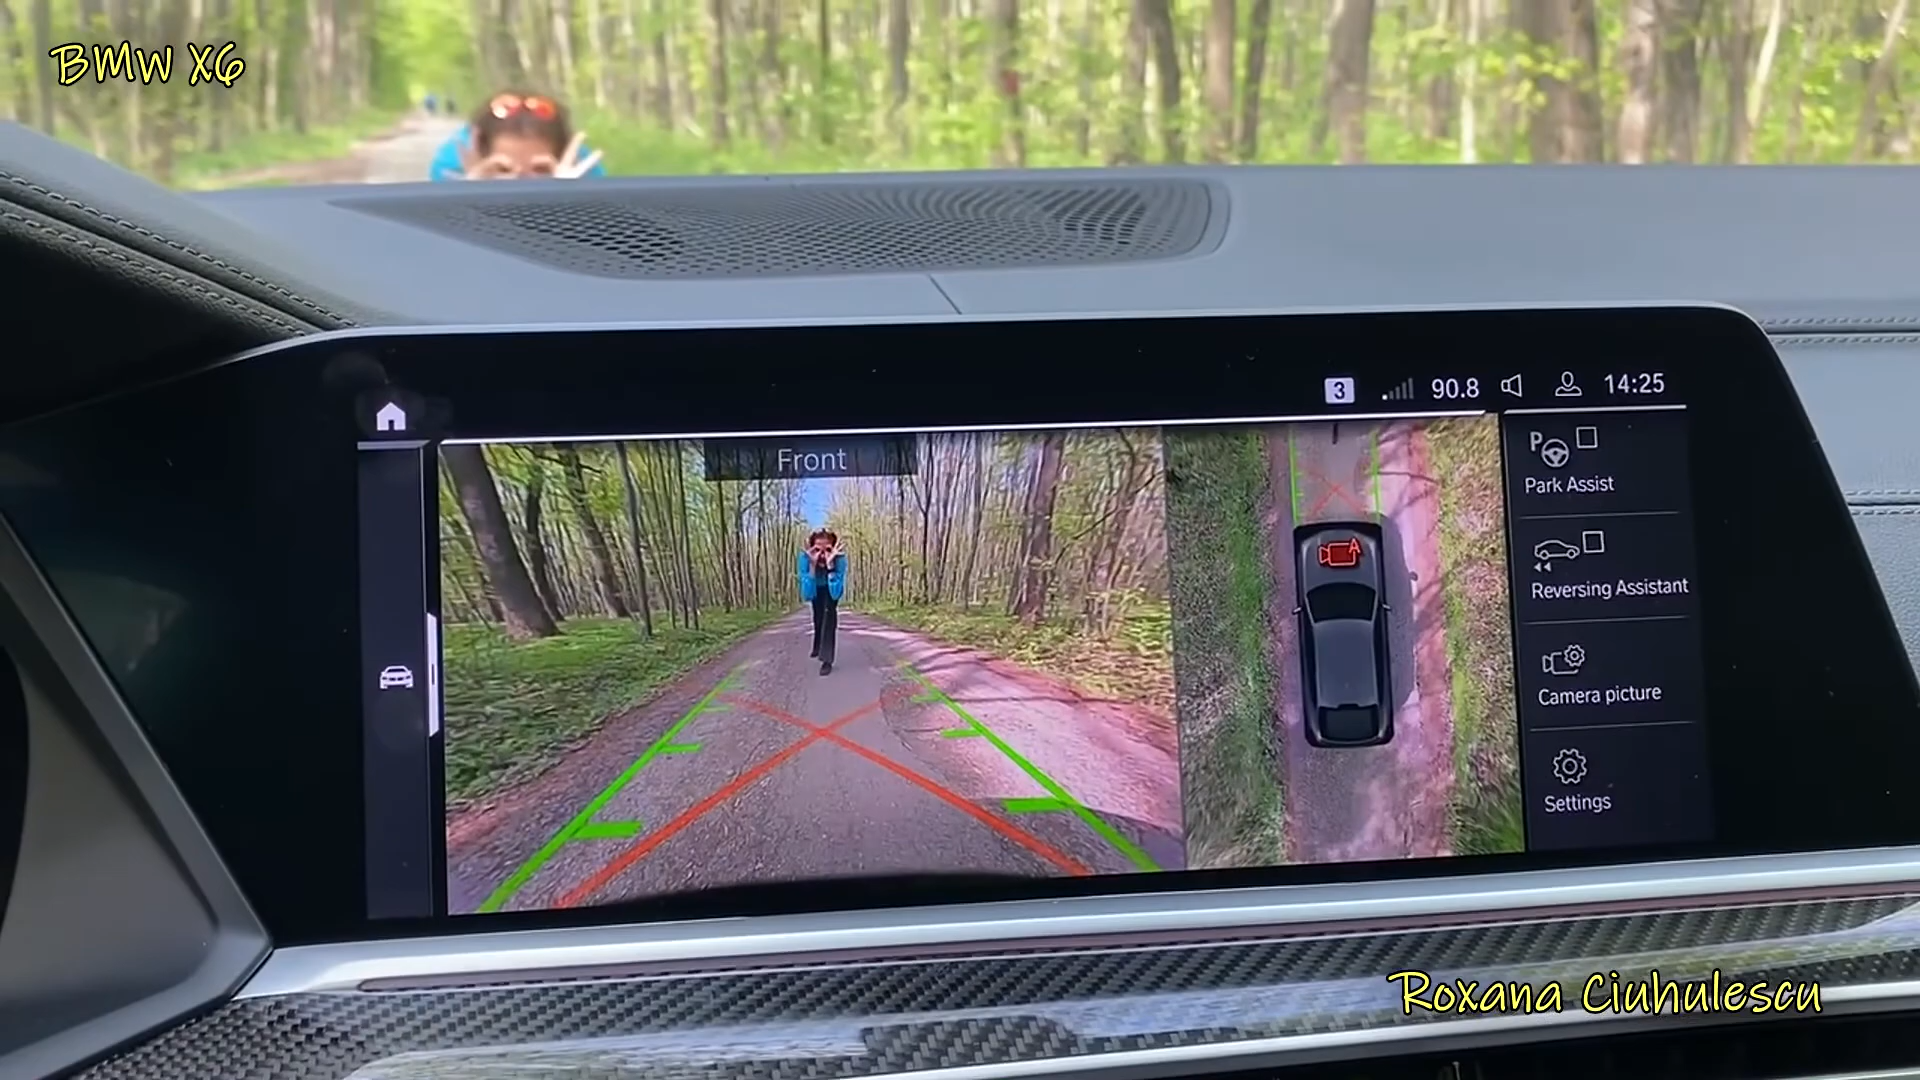 BMW X6
3 90.8 14:25
Front
P
Park Assist
A
Reversing Assistant
Camera picture
Settings
Roxana Ciuhulescu